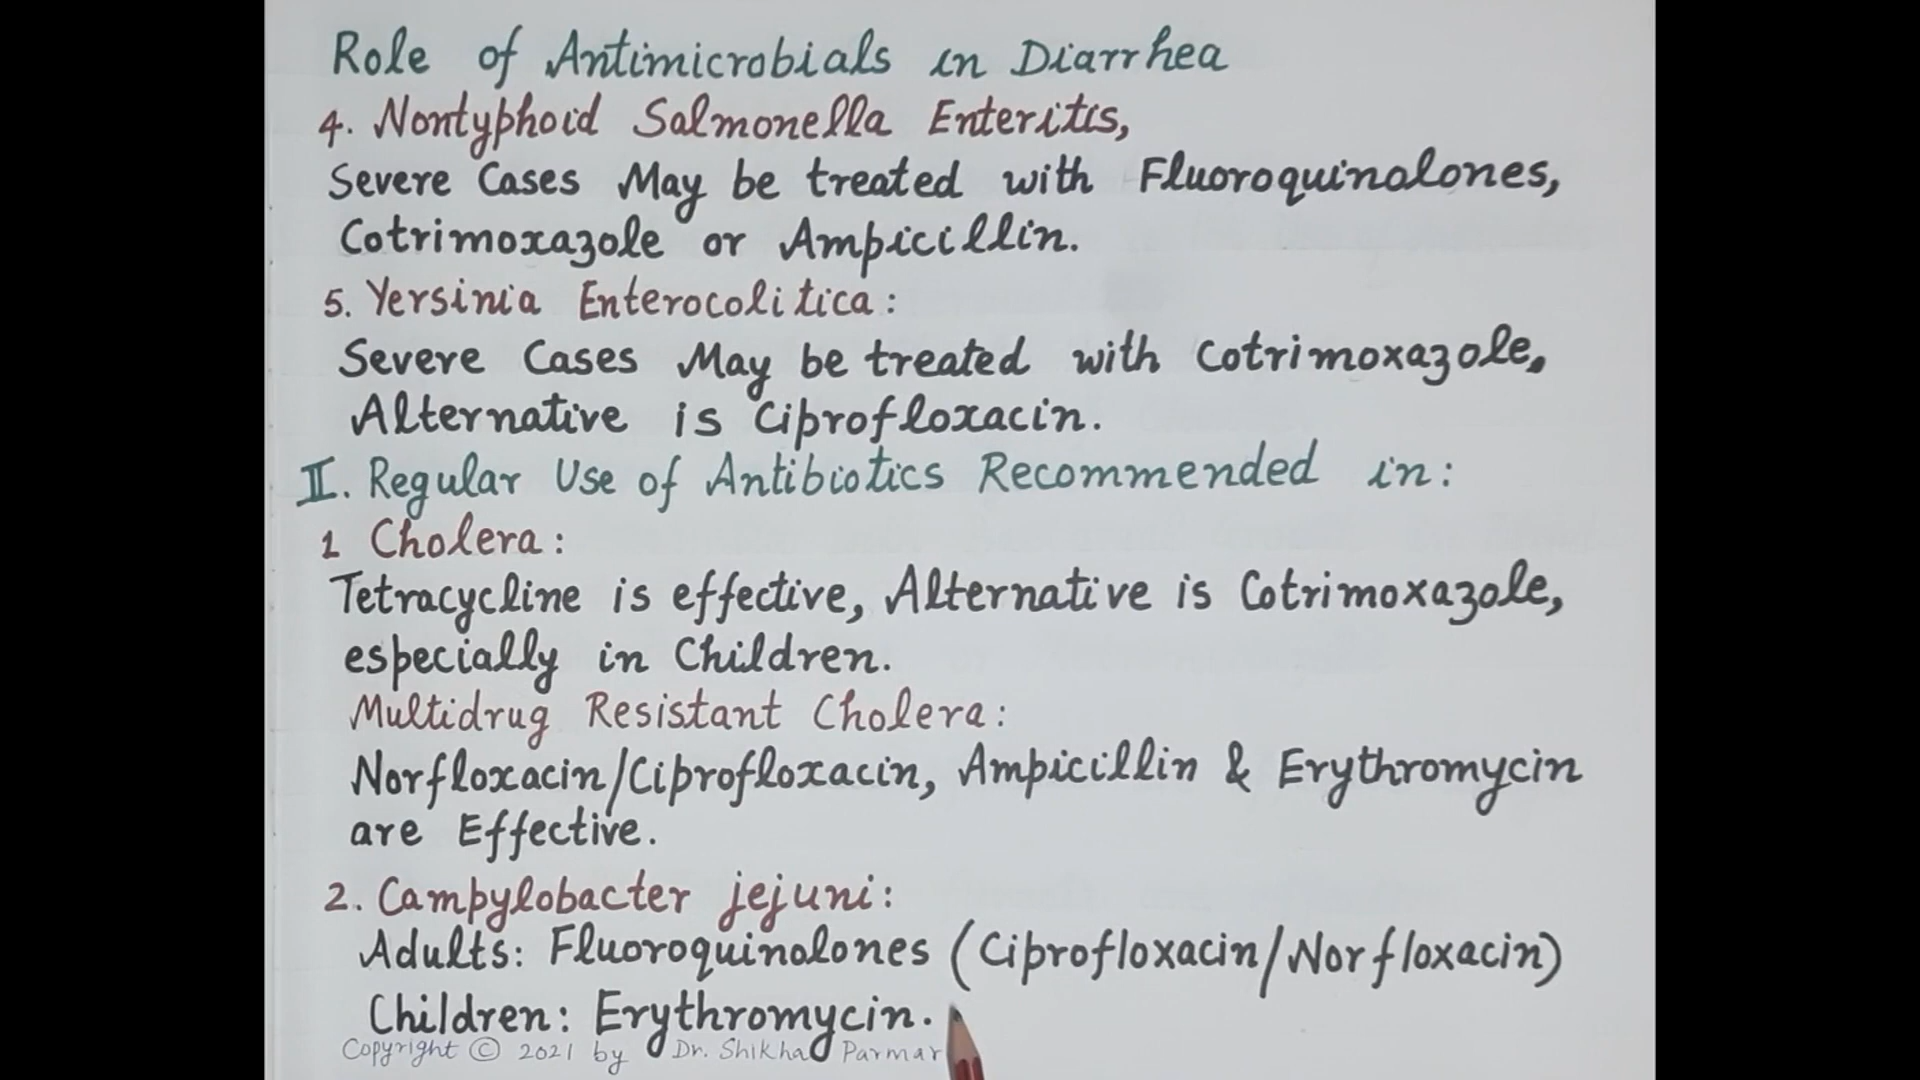 Role of Antimicrobials in Diarrhea
4. Nontyphoid Salmonella Enteritis,
Severe Cases May be treated with Fluoroquinolones,
Cotrimoxazole or Ampicillin.
5. Yersinia Enterocolitica:
Severe Cases May be treated with Cotrimoxazole,
Alternative is Ciprofloxacin.
II. Regular Use of Antibiotics Recommended in:
1 Cholera:
Tetracycline is effective, Alternative is Cotrimoxazole,
especially in Children.
Multidrug Resistant Cholera:
Norfloxacin/Ciprofloxacin, Ampicillin & Erythromycin
are Effective.
2. Campylobacter jejuni:
Adults: Fluoroquinolones (Ciprofloxacin/Norfloxacin)
Children: Erythromycin.
Copyright © 2021 by Dr. Shikha Parmar